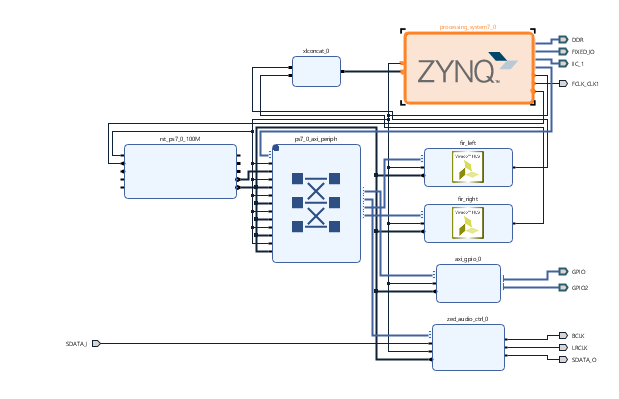 processing_system7_0
DDR
FIXED_IO
IIC_1
FCLK_CLK1
ZYNQ
xlconcat_0
rst_ps7_0_100M
ps7_0_axi_periph
fir_left
fir_right
axi_gpio_0
GPIO
GPIO2
zed_audio_ctrl_0
BCLK
LRCLK
SDATA_O
SDATA_I